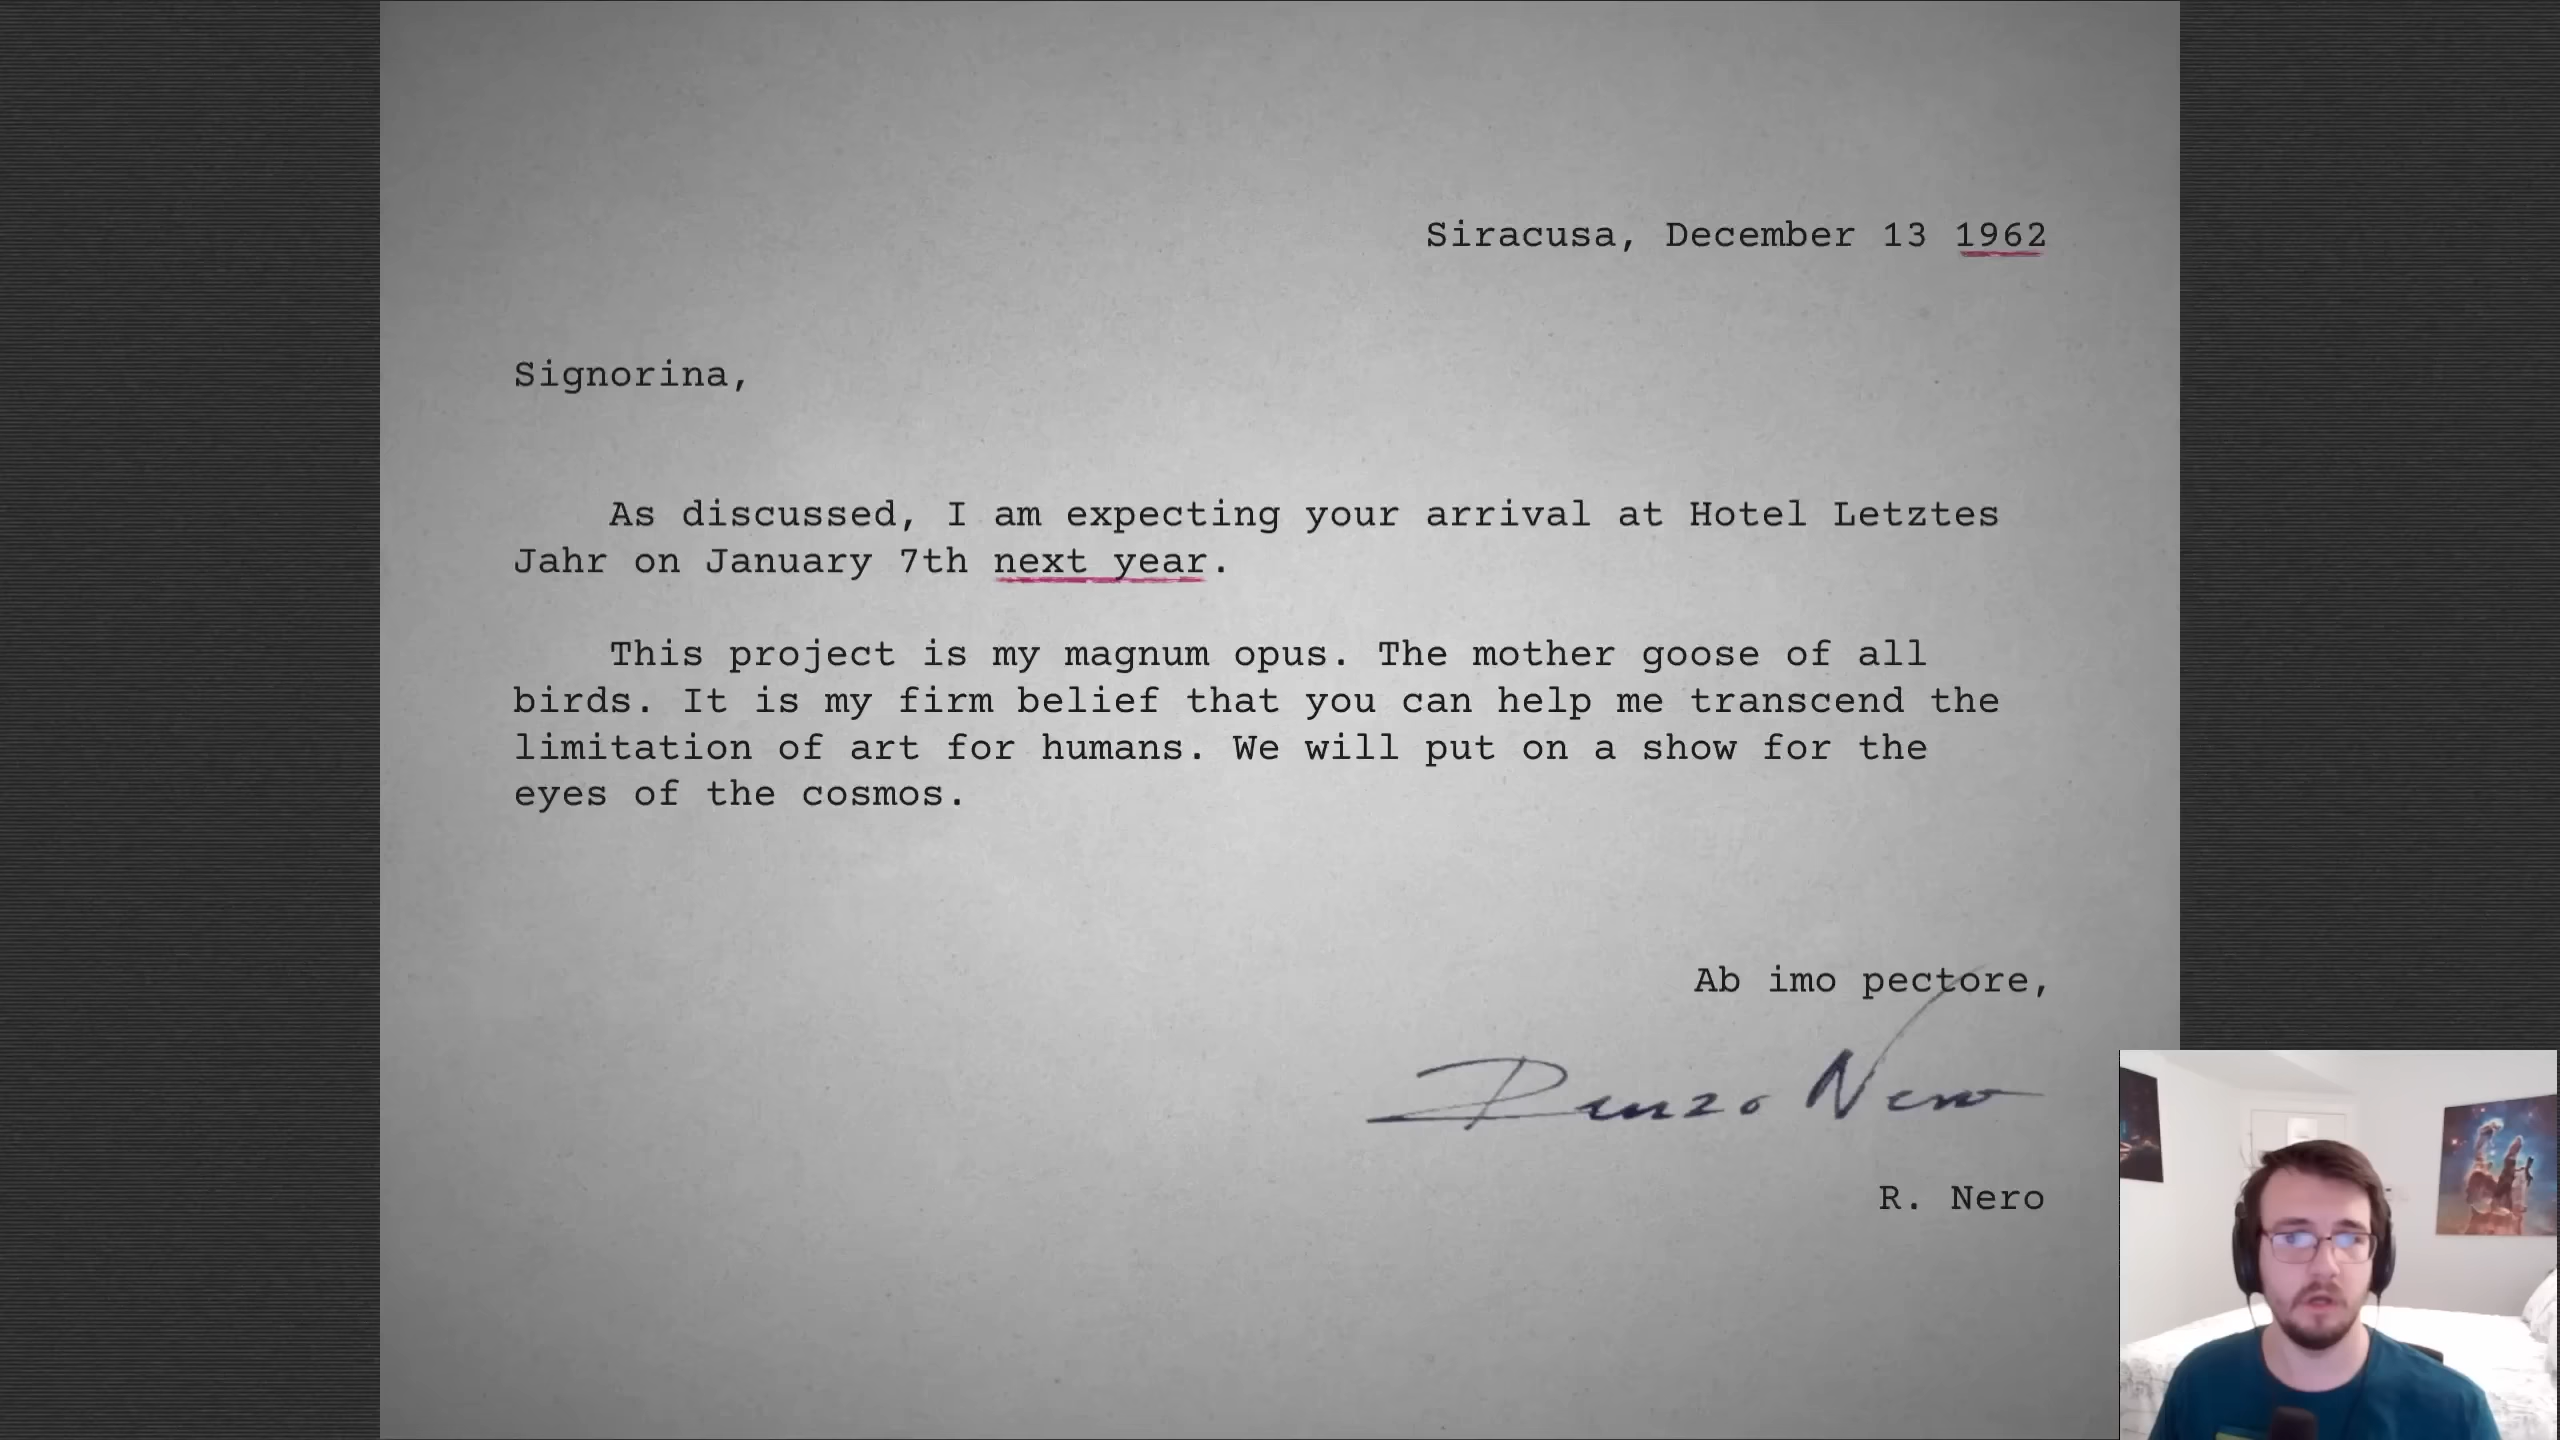 Siracusa, December 13 1962
Signorina,
As discussed, I am expecting your arrival at Hotel Letztes
Jahr on January 7th next year.
This project is my magnum opus. The mother goose of all
birds. It is my firm belief that you can help me transcend the
limitation of art for humans. We will put on a show for the
eyes of the cosmos.
Ab imo pectore,
Renzo Nero
R. Nero